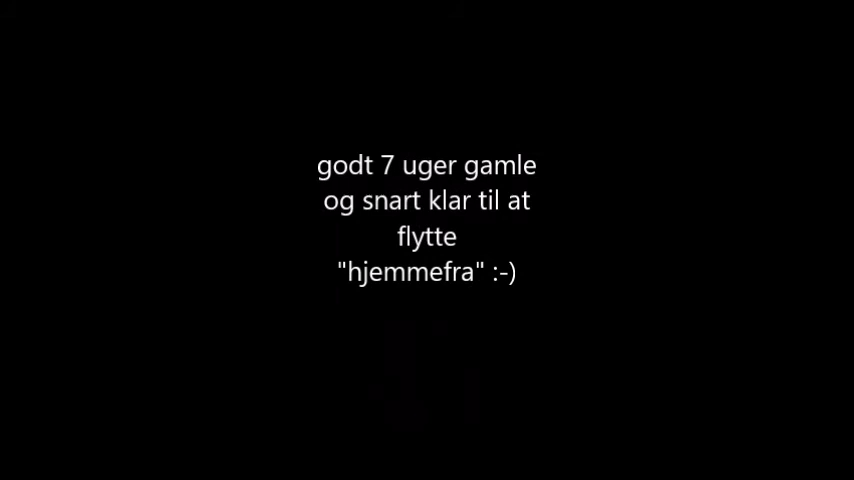 godt 7 uger gamle
og snart klar til at
flytte
"hjemmefra" :-)